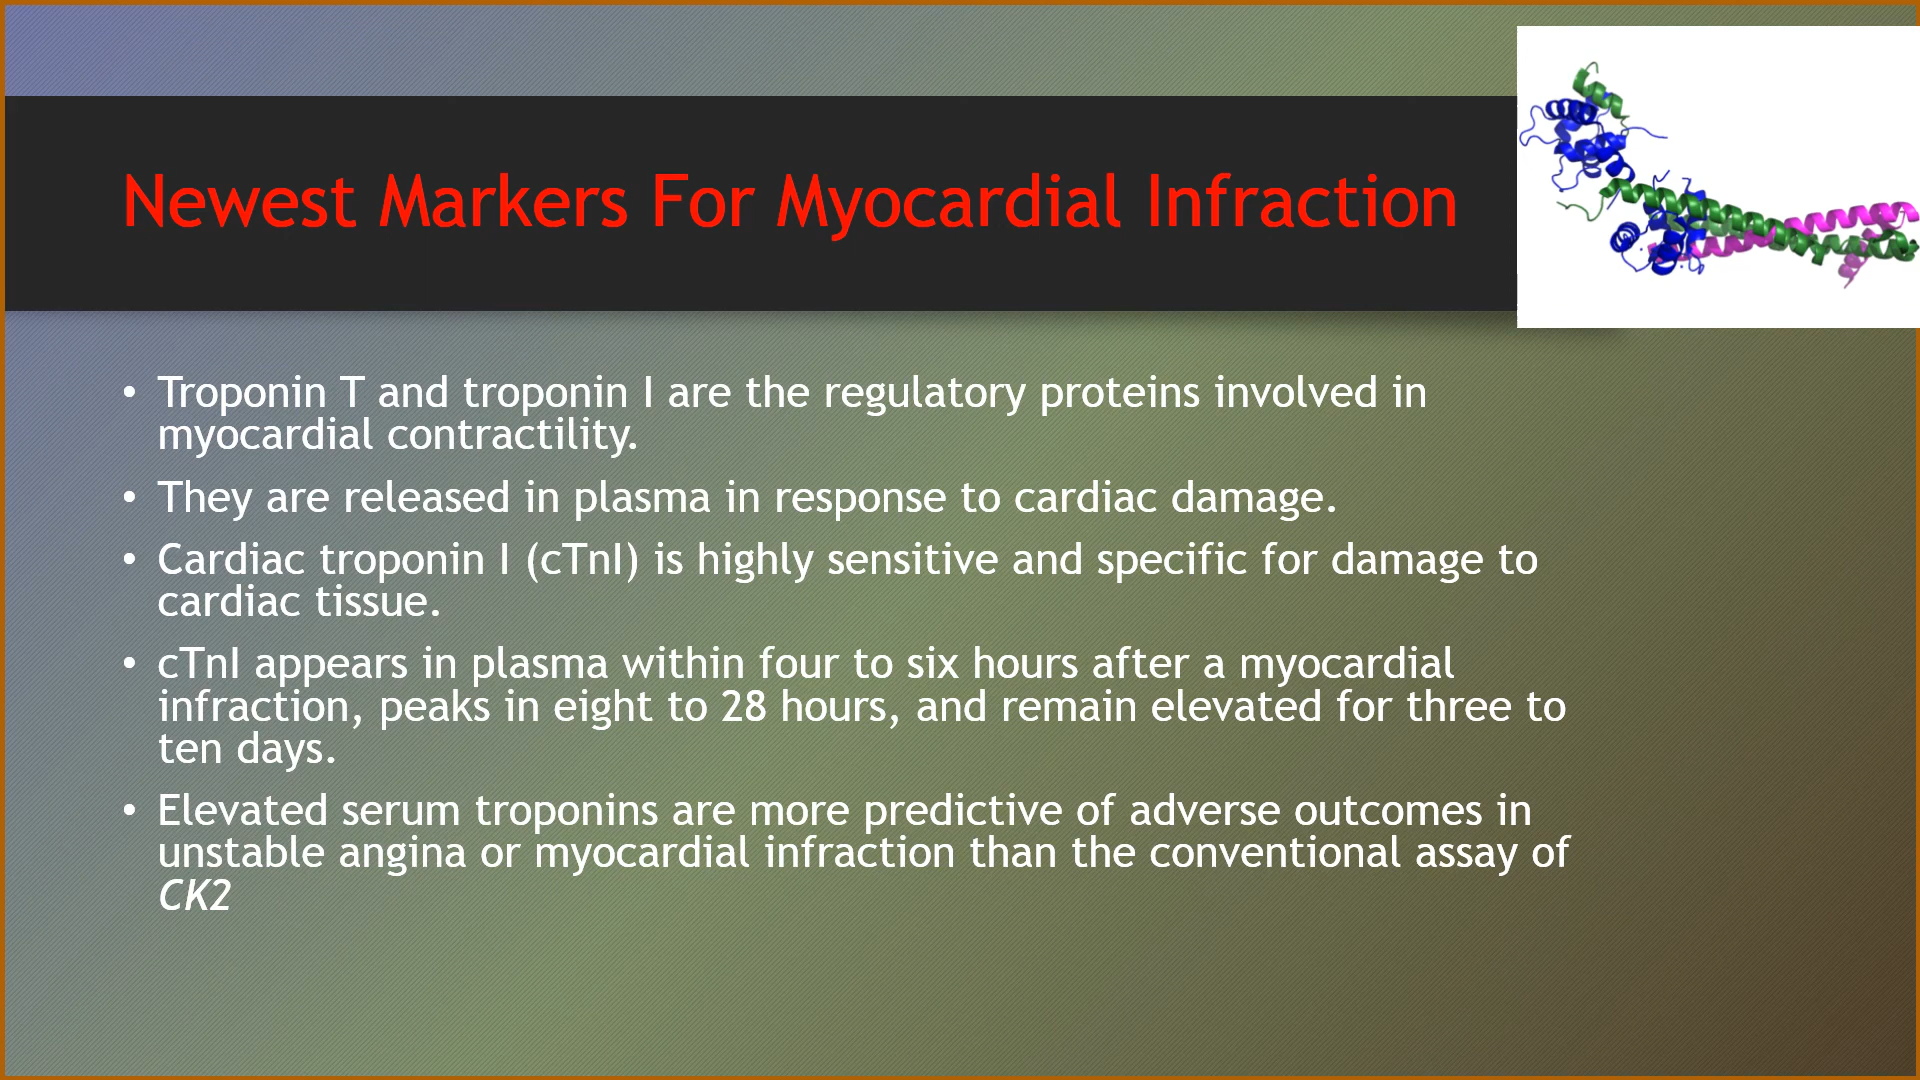 Newest Markers For Myocardial Infraction
• Troponin T and troponin I are the regulatory proteins involved in
myocardial contractility.
• They are released in plasma in response to cardiac damage.
• Cardiac troponin I (cTnI) is highly sensitive and specific for damage to
cardiac tissue.
• cTnI appears in plasma within four to six hours after a myocardial
infraction, peaks in eight to 28 hours, and remain elevated for three to
ten days.
• Elevated serum troponins are more predictive of adverse outcomes in
unstable angina or myocardial infraction than the conventional assay of
CK2